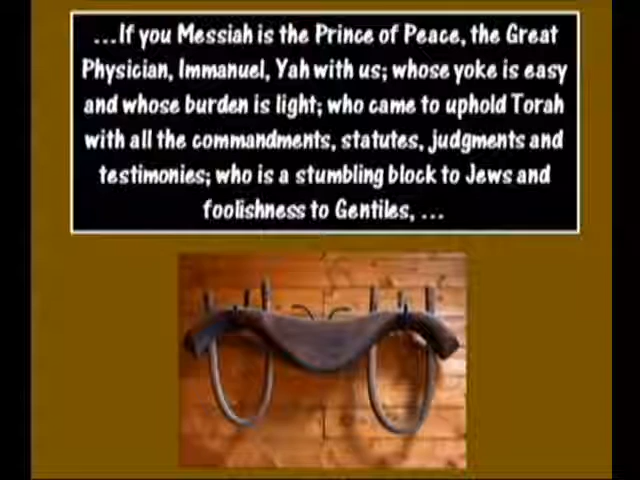 ...If you Messiah is the Prince of Peace, the Great
Physician, Immanuel, Yah with us; whose yoke is easy
and whose burden is light; who came to uphold Torah
with all the commandments, statutes, judgments and
testimonies; who is a stumbling block to Jews and
foolishness to Gentiles, ...